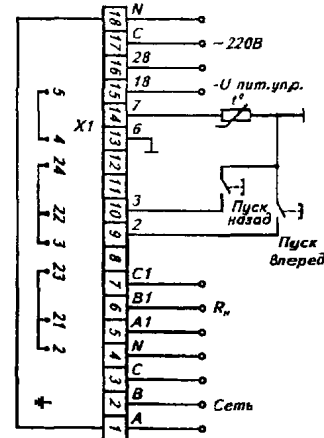 18 N
17 C ~220В
16 28
15 18 -U пит.упр.
14 7 t°
X1
13 6
12
11
10 3 Пуск назад
9 2 Пуск вперед
8
7 C1
6 B1 Rн
5 A1
4 N
3 C
2 B Сеть
1 A
5
4
24
22
3
23
21
2